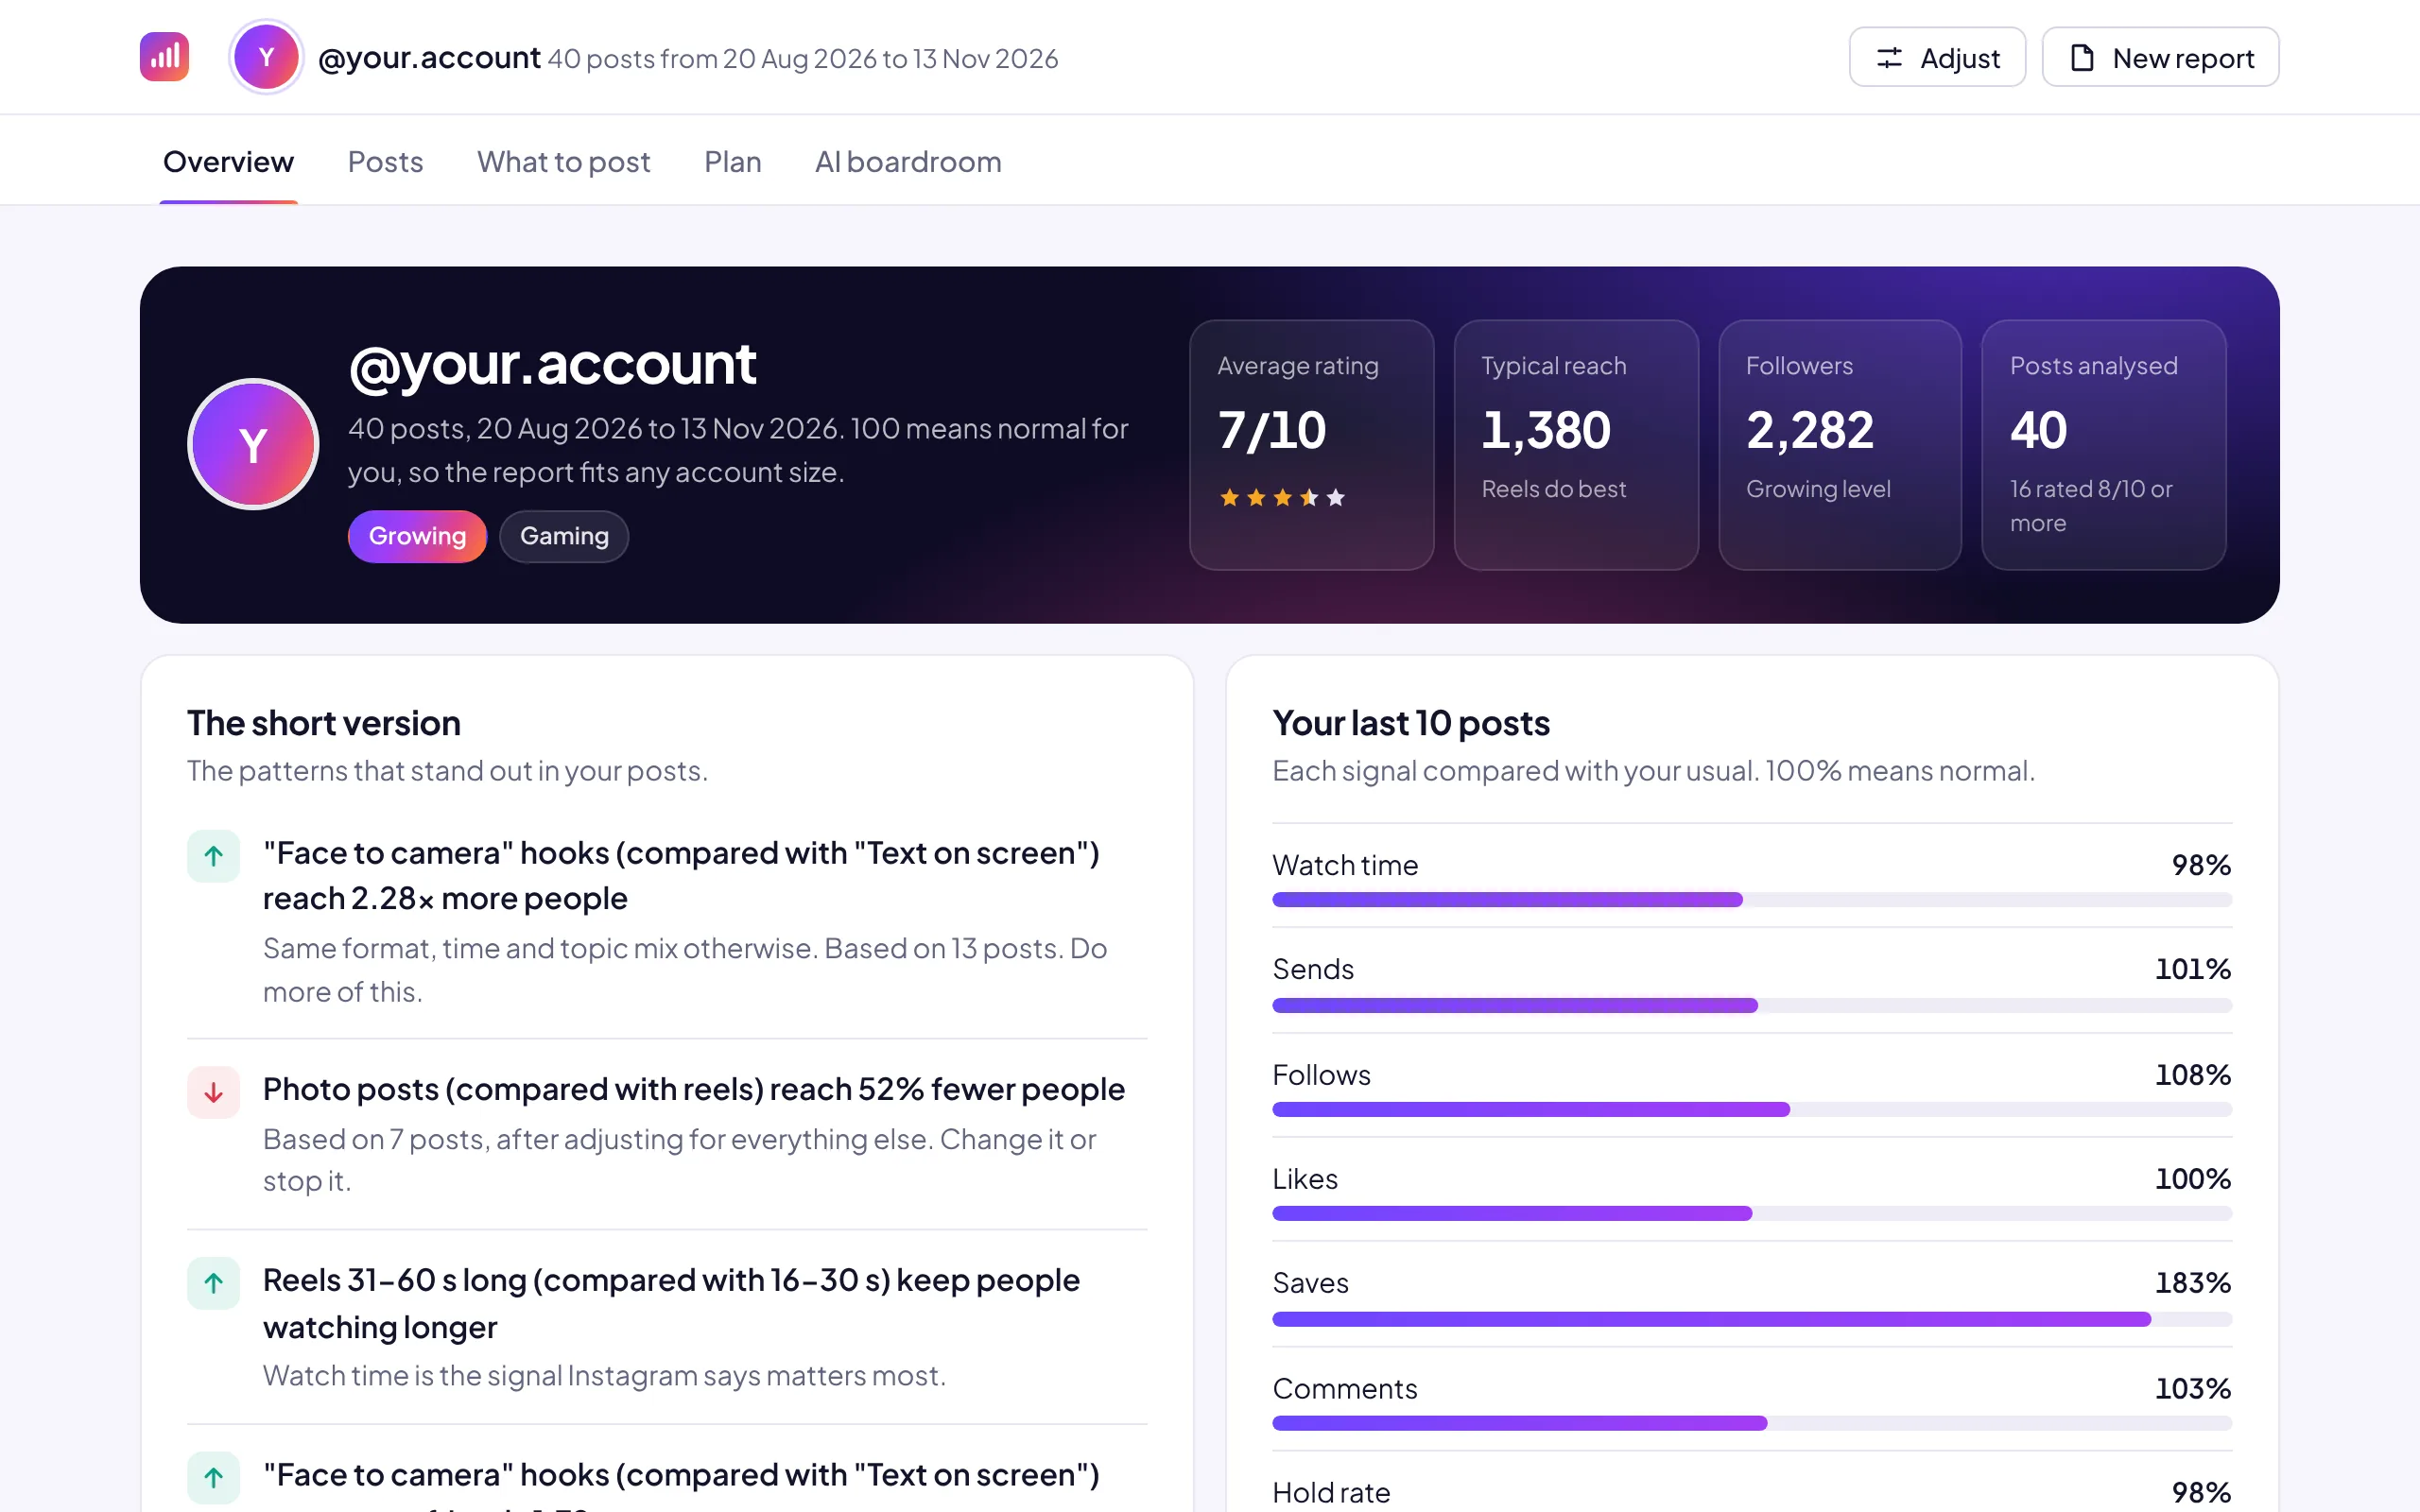 Y
@your.account 40 posts from 20 Aug 2026 to 13 Nov 2026
Adjust
New report
Overview
Posts
What to post
Plan
AI boardroom
Y
@your.account
40 posts, 20 Aug 2026 to 13 Nov 2026. 100 means normal for
you, so the report fits any account size.
Growing
Gaming
Average rating
7/10
Typical reach
1,380
Reels do best
Followers
2,282
Growing level
Posts analysed
40
16 rated 8/10 or
more
The short version
The patterns that stand out in your posts.
"Face to camera" hooks (compared with "Text on screen")
reach 2.28× more people
Same format, time and topic mix otherwise. Based on 13 posts. Do
more of this.
Photo posts (compared with reels) reach 52% fewer people
Based on 7 posts, after adjusting for everything else. Change it or
stop it.
Reels 31–60 s long (compared with 16–30 s) keep people
watching longer
Watch time is the signal Instagram says matters most.
"Face to camera" hooks (compared with "Text on screen")
Your last 10 posts
Each signal compared with your usual. 100% means normal.
Watch time 98%
Sends 101%
Follows 108%
Likes 100%
Saves 183%
Comments 103%
Hold rate 98%